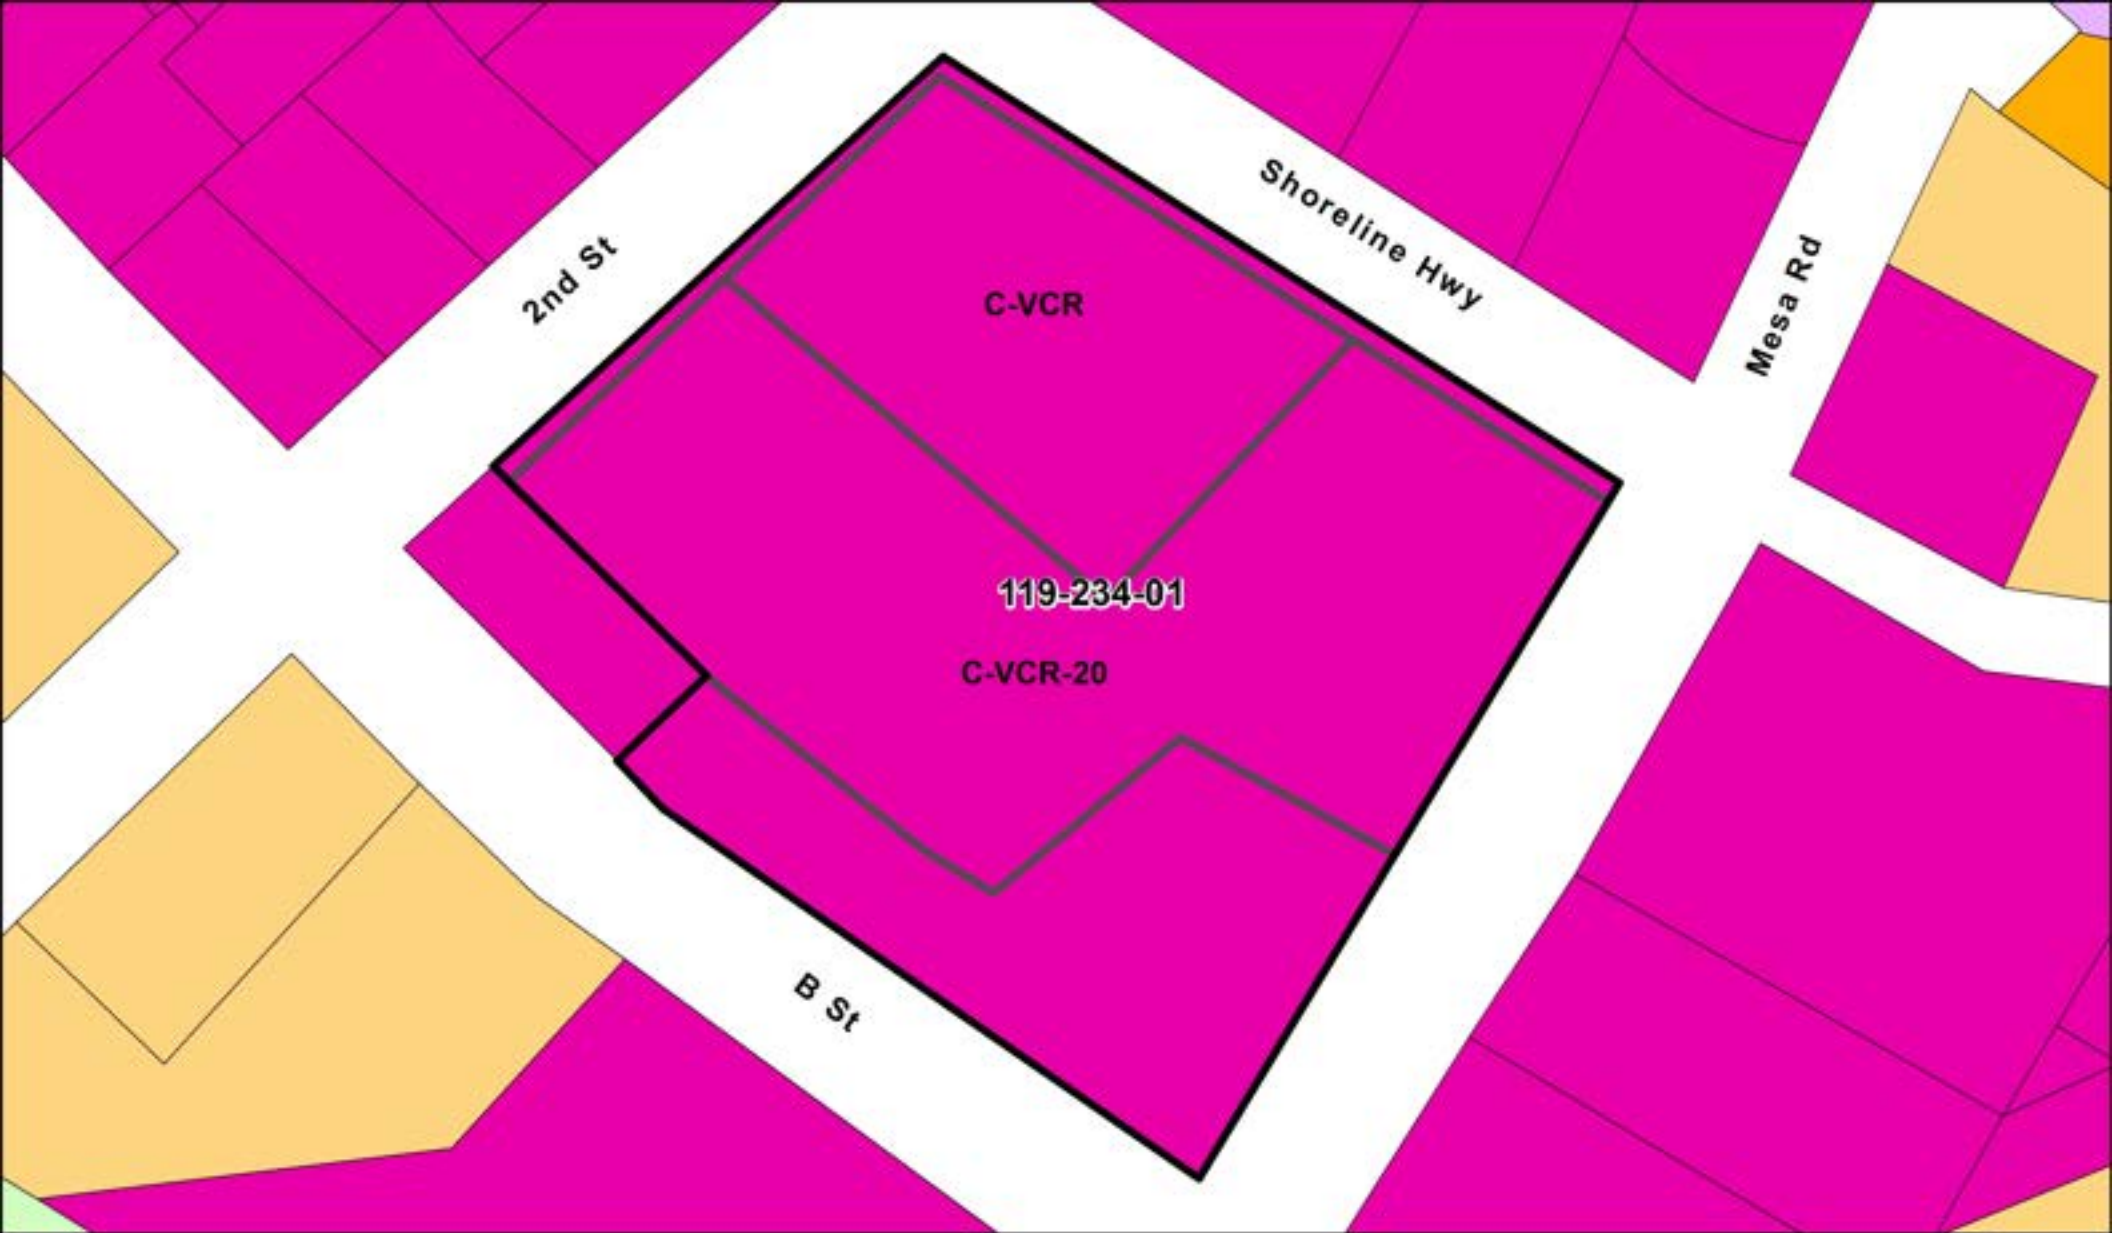 Shoreline Hwy
2nd St
Mesa Rd
C-VCR
119-234-01
C-VCR-20
B St